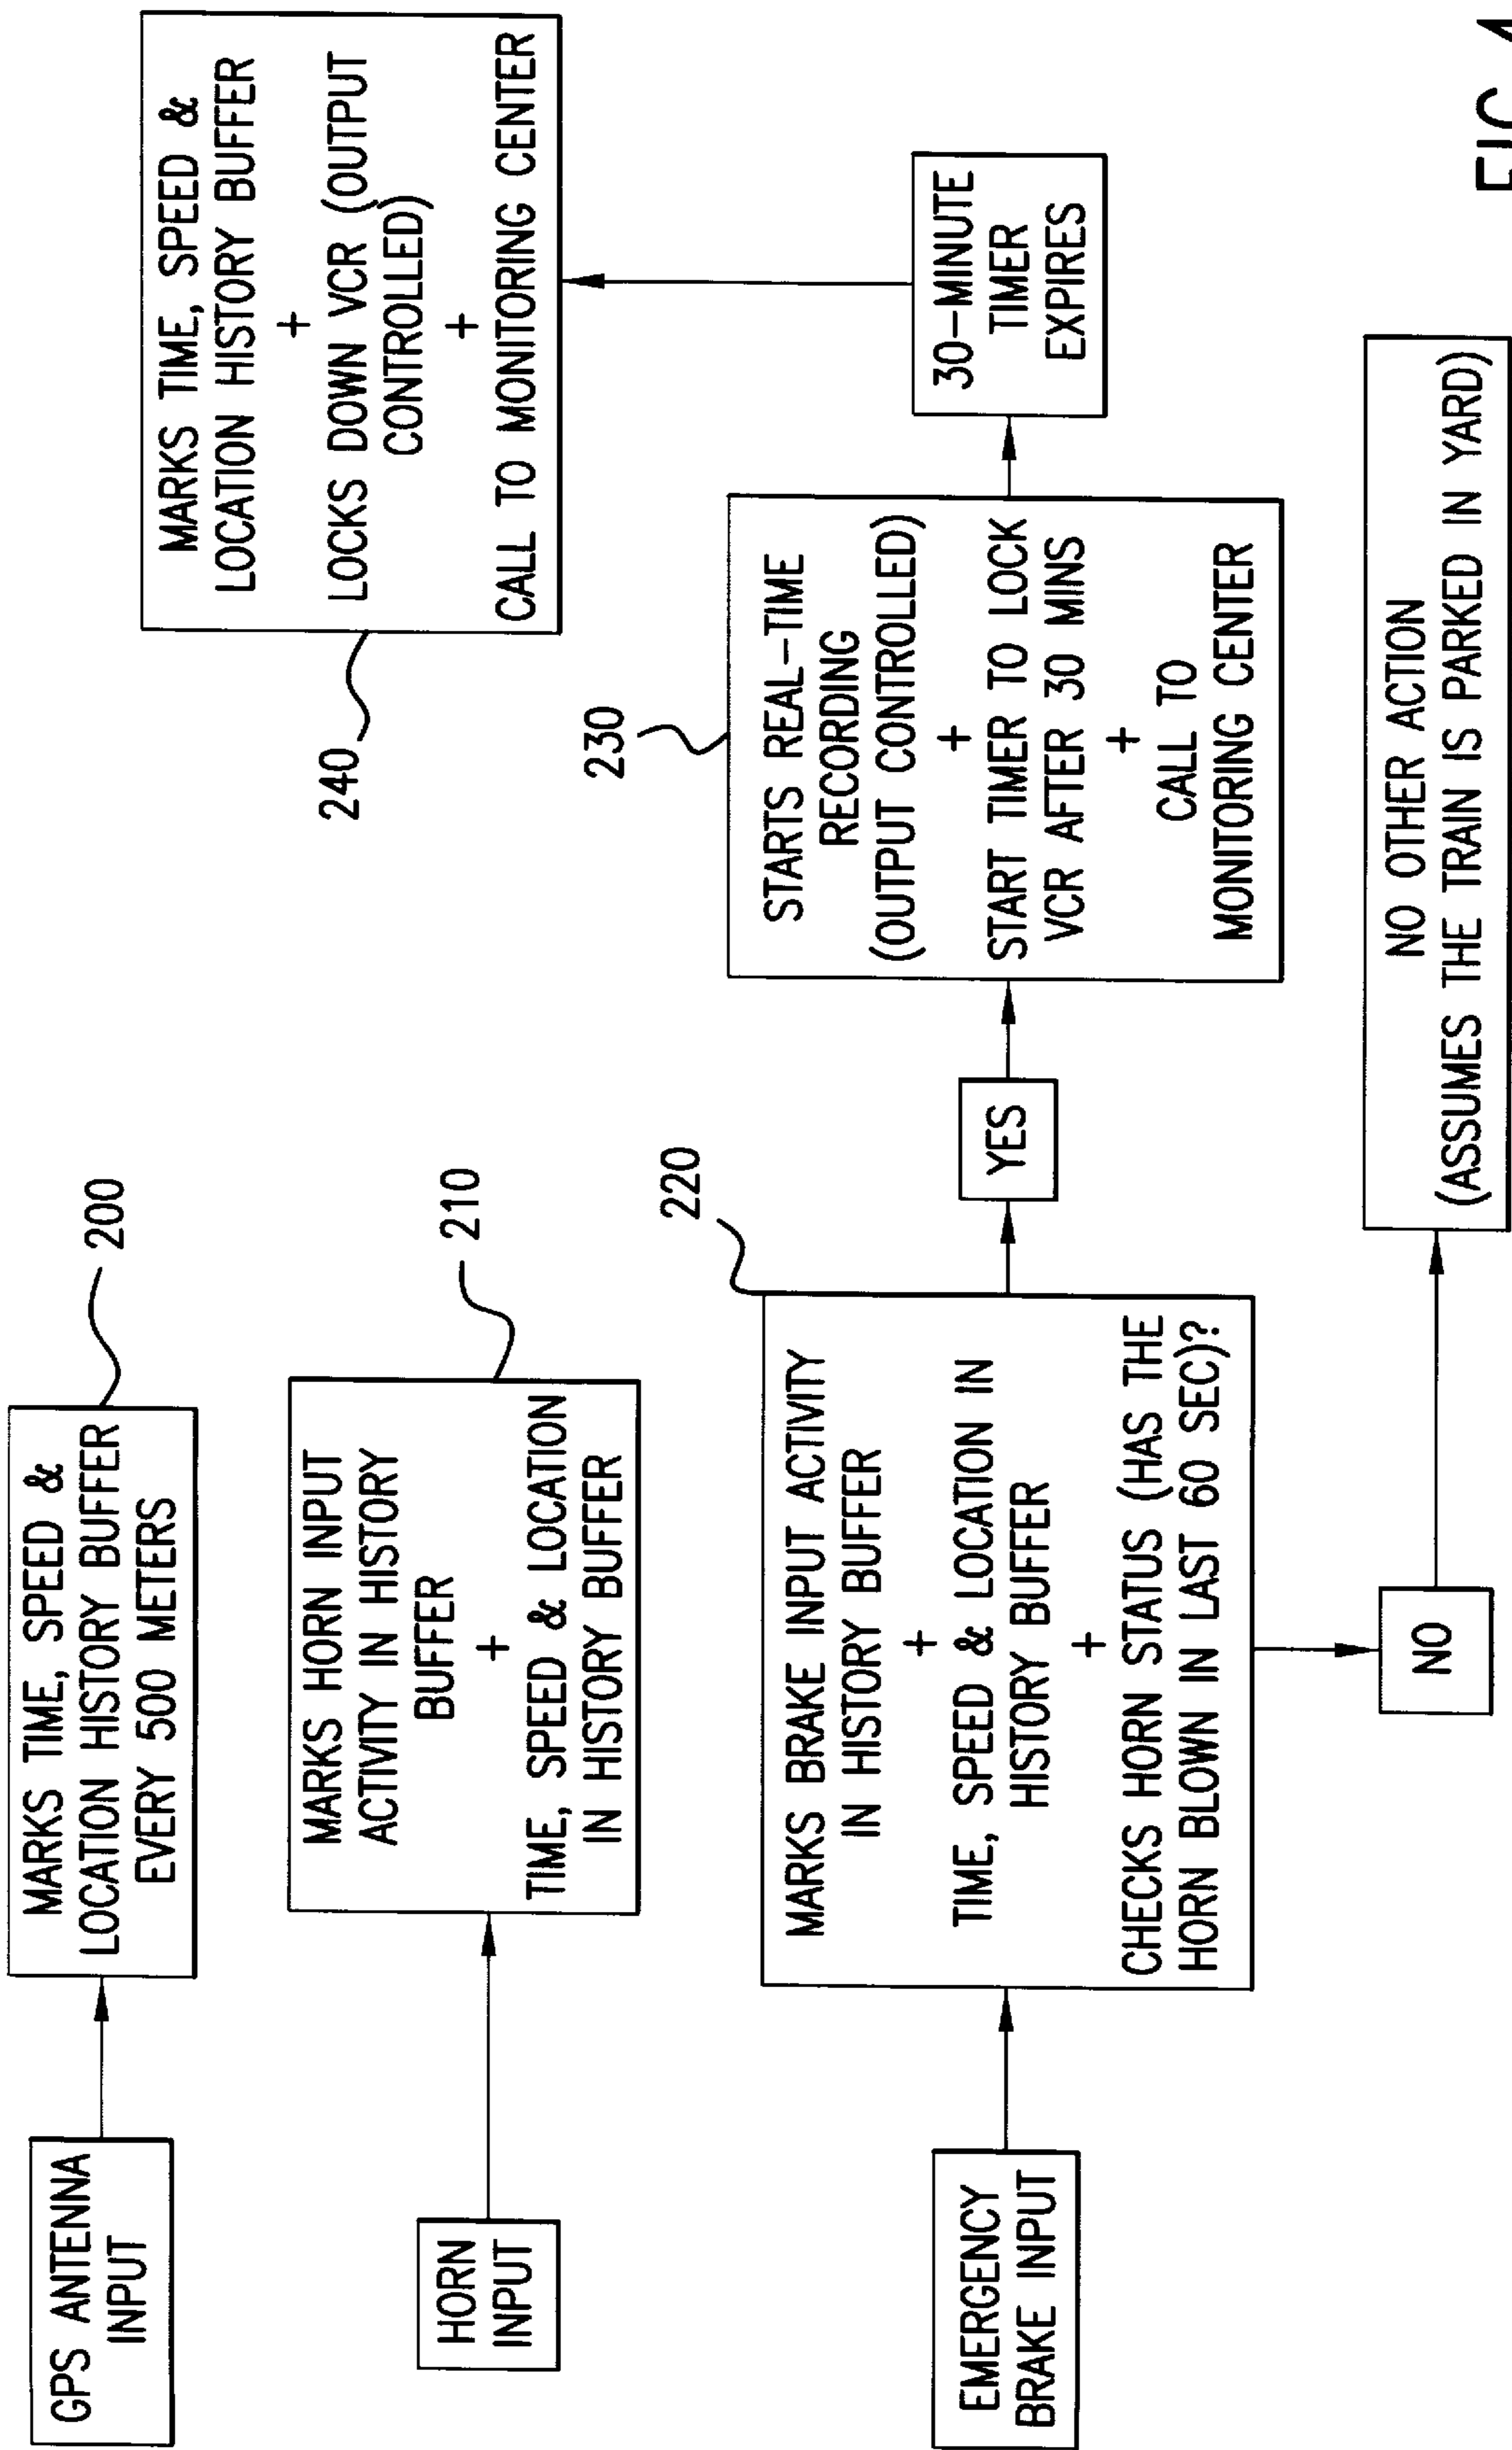 GPS ANTENNA
INPUT
MARKS TIME, SPEED &
LOCATION HISTORY BUFFER
EVERY 500 METERS
200
HORN
INPUT
MARKS HORN INPUT
ACTIVITY IN HISTORY
BUFFER
+
TIME, SPEED & LOCATION
IN HISTORY BUFFER
210
EMERGENCY
BRAKE INPUT
MARKS BRAKE INPUT ACTIVITY
IN HISTORY BUFFER
+
TIME, SPEED & LOCATION IN
HISTORY BUFFER
+
CHECKS HORN STATUS (HAS THE
HORN BLOWN IN LAST 60 SEC)?
220
YES
STARTS REAL-TIME
RECORDING
(OUTPUT CONTROLLED)
+
START TIMER TO LOCK
VCR AFTER 30 MINS
+
CALL TO
MONITORING CENTER
230
30-MINUTE
TIMER
EXPIRES
MARKS TIME, SPEED &
LOCATION HISTORY BUFFER
+
LOCKS DOWN VCR (OUTPUT
CONTROLLED)
+
CALL TO MONITORING CENTER
240
NO
NO OTHER ACTION
(ASSUMES THE TRAIN IS PARKED IN YARD)